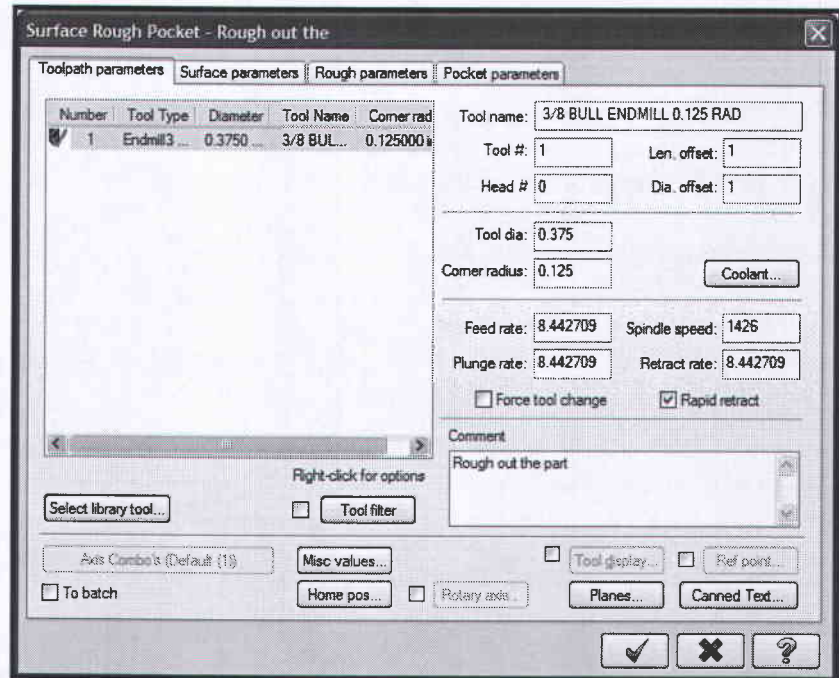 Surface Rough Pocket - Rough out the
Toolpath parameters Surface parameters Rough parameters Pocket parameters
Number Tool Type Diameter Tool Name Corner rad
1 Endmill3 ... 0.3750 ... 3/8 BUL... 0.125000 i
Tool name: 3/8 BULL ENDMILL 0.125 RAD
Tool #: 1 Len. offset: 1
Head # 0 Dia. offset: 1
Tool dia: 0.375
Corner radius: 0.125 Coolant...
Feed rate: 8.442709 Spindle speed: 1426
Plunge rate: 8.442709 Retract rate: 8.442709
Force tool change Rapid retract
Comment
Rough out the part
Right-click for options
Select library tool... Tool filter
Axis Combo's (Default (1)) Misc values... Tool display... Ref point...
To batch Home pos... Rotary axis... Planes... Canned Text...